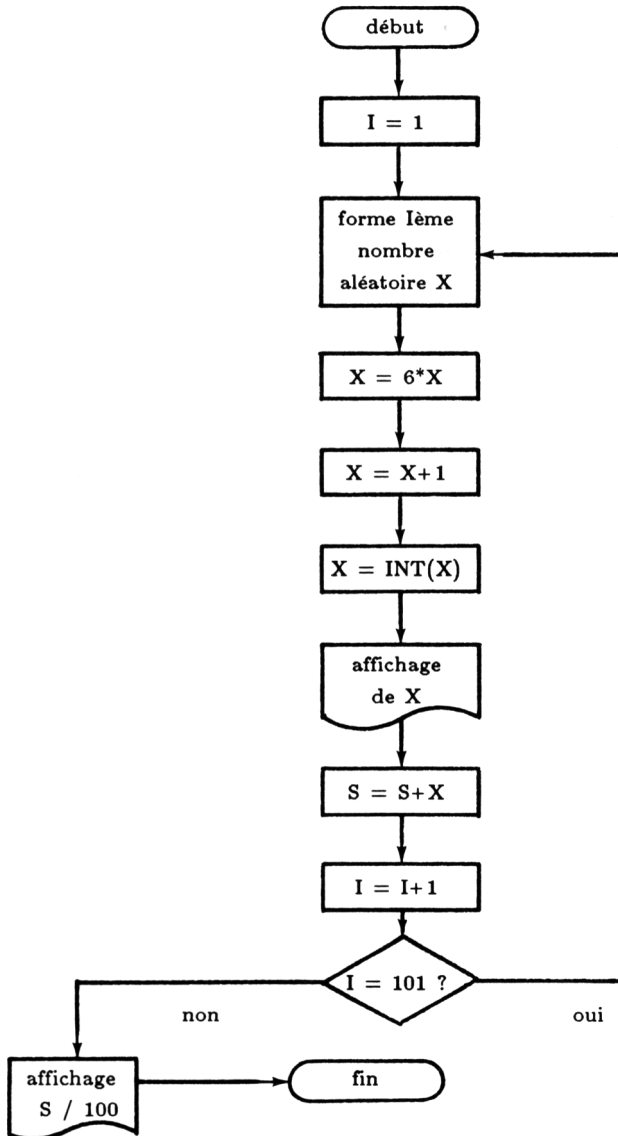 début
I = 1
forme Ième
nombre
aléatoire X
X = 6*X
X = X+1
X = INT(X)
affichage
de X
S = S+X
I = I+1
I = 101 ?
non
oui
affichage
S / 100
fin